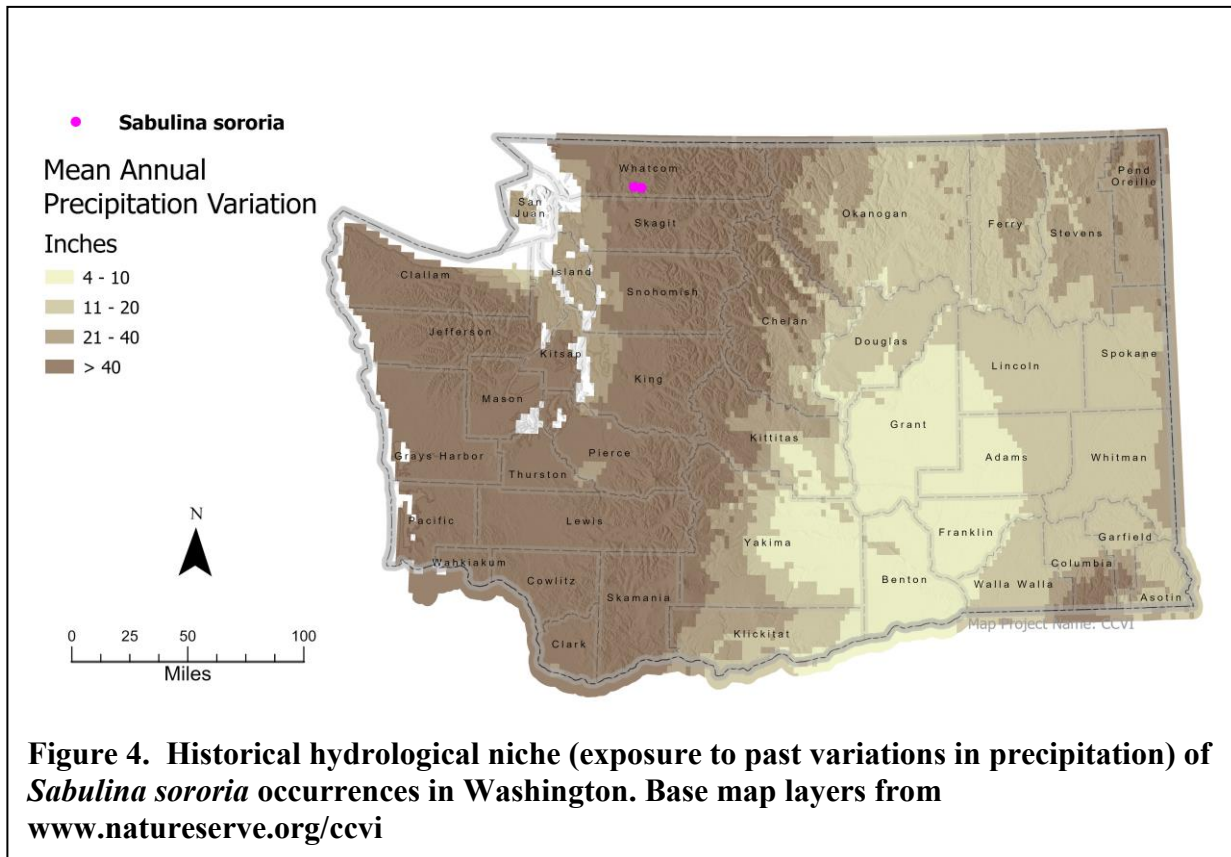 Sabulina sororia
Mean Annual
Precipitation Variation
Inches
4 - 10
11 - 20
21 - 40
> 40
Whatcom
San
Juan
Skagit
Okanogan
Ferry
Stevens
Pend
Oreille
Clallam
Island
Snohomish
Chelan
Jefferson
Kitsap
Douglas
Lincoln
Spokane
King
Mason
Grant
Kittitas
Grays Harbor
Pierce
Thurston
Adams
Whitman
Pacific
Lewis
Yakima
Franklin
Garfield
Columbia
Wahkiakum
Cowlitz
Skamania
Benton
Walla Walla
Asotin
Clark
Klickitat
Map Project Name: CCVI
N
0 25 50 100
Miles
Figure 4. Historical hydrological niche (exposure to past variations in precipitation) of
Sabulina sororia occurrences in Washington. Base map layers from
www.natureserve.org/ccvi